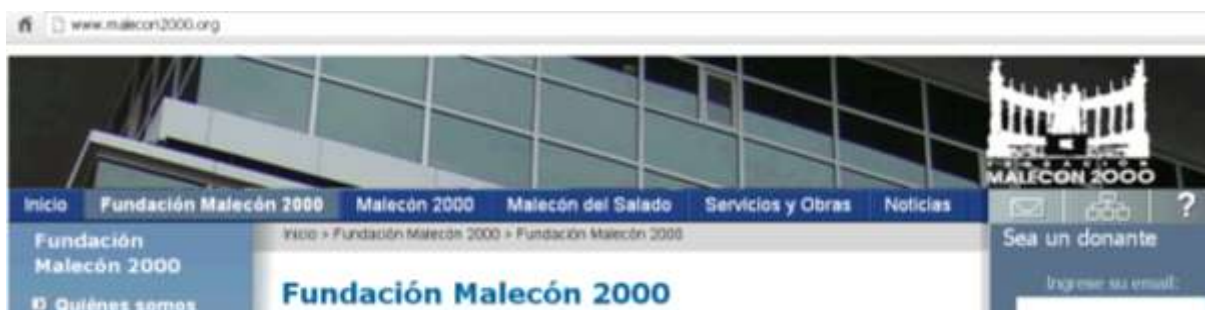 www.malecon2000.org
FUNDACION
MALECON 2000
Inicio Fundación Malecón 2000 Malecón 2000 Malecón del Salado Servicios y Obras Noticias ?
Inicio » Fundación Malecón 2000 » Fundación Malecón 2000
Fundación
Malecón 2000
Quiénes somos
Fundación Malecón 2000
Sea un donante
Ingrese su email: